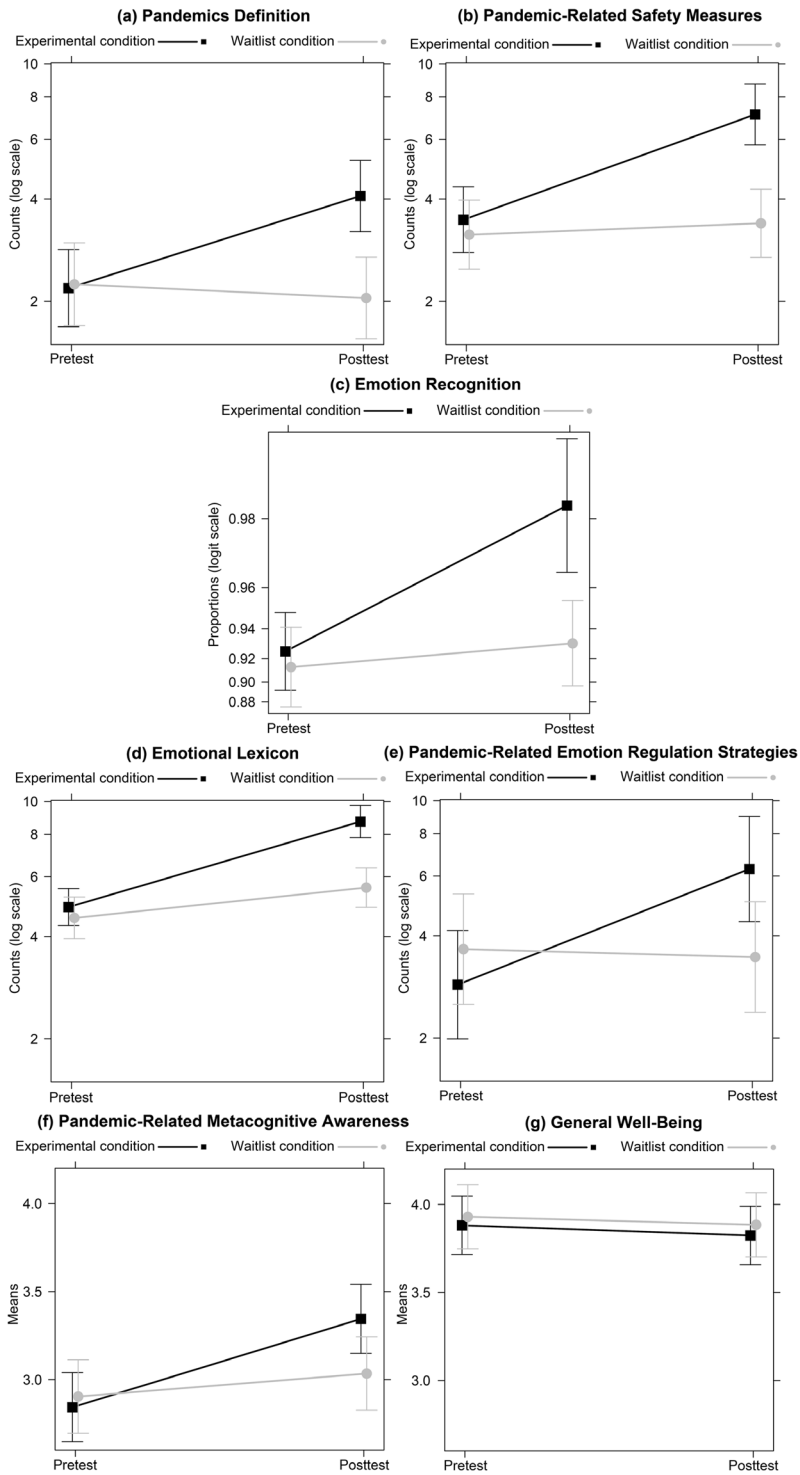 (a) Pandemics Definition
Experimental condition Waitlist condition
10
8
6
4
2
Counts (log scale)
Pretest Posttest
(b) Pandemic-Related Safety Measures
Experimental condition Waitlist condition
10
8
6
4
2
Counts (log scale)
Pretest Posttest
(c) Emotion Recognition
Experimental condition Waitlist condition
0.98
0.96
0.94
0.92
0.90
0.88
Proportions (logit scale)
Pretest Posttest
(d) Emotional Lexicon
Experimental condition Waitlist condition
10
8
6
4
2
Counts (log scale)
Pretest Posttest
(e) Pandemic-Related Emotion Regulation Strategies
Experimental condition Waitlist condition
10
8
6
4
2
Counts (log scale)
Pretest Posttest
(f) Pandemic-Related Metacognitive Awareness
Experimental condition Waitlist condition
4.0
3.5
3.0
Means
Pretest Posttest
(g) General Well-Being
Experimental condition Waitlist condition
4.0
3.5
3.0
Means
Pretest Posttest